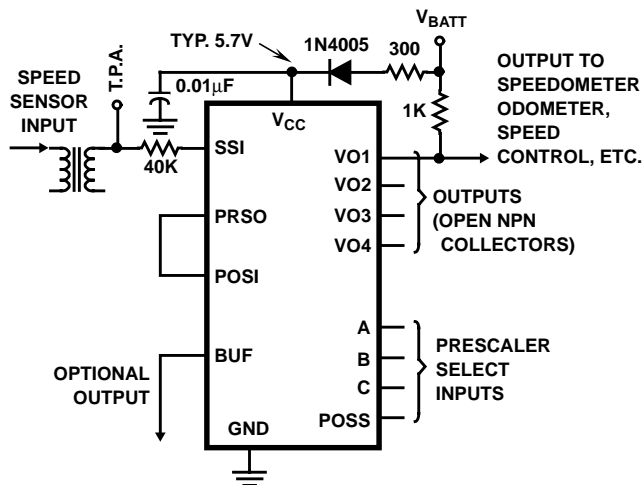 V_BATT
TYP. 5.7V
1N4005
300
T.P.A.
SPEED
SENSOR
INPUT
0.01μF
1K
OUTPUT TO
SPEEDOMETER
ODOMETER,
SPEED
CONTROL, ETC.
V_CC
40K
SSI
VO1
VO2
VO3
VO4
OUTPUTS
(OPEN NPN
COLLECTORS)
PRSO
POSI
A
B
C
POSS
PRESCALER
SELECT
INPUTS
BUF
OPTIONAL
OUTPUT
GND